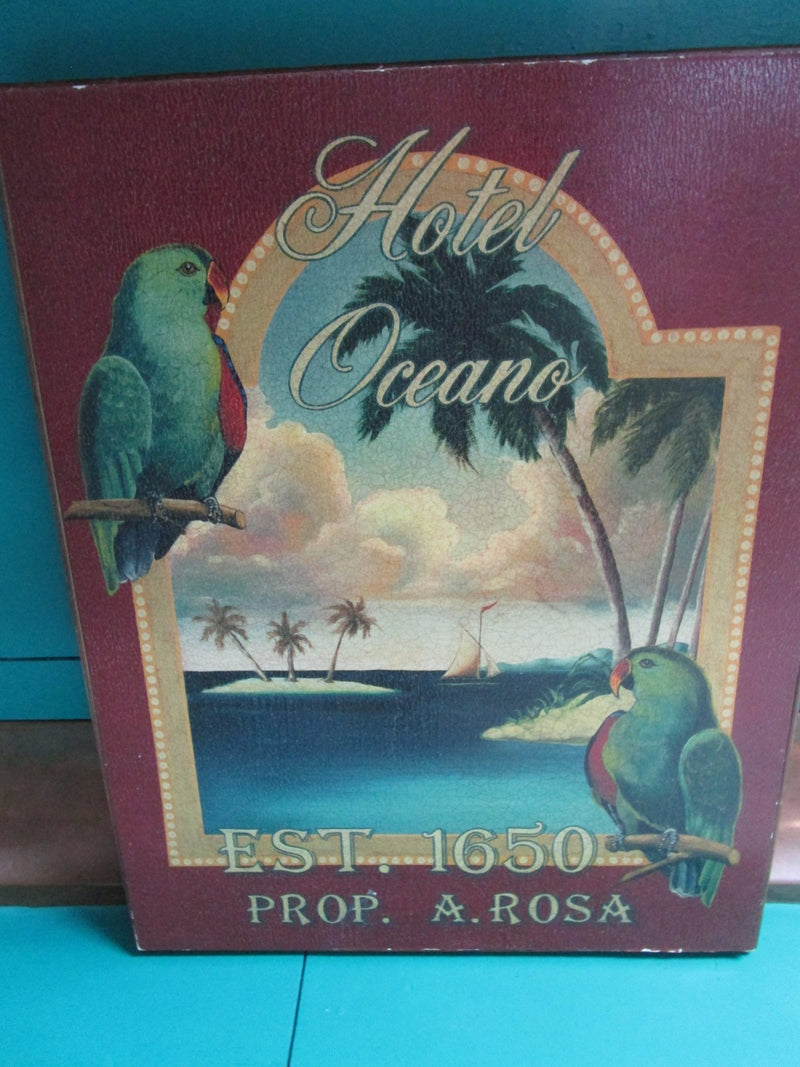 Hotel
Oceano
EST. 1650
PROP. A. ROSA